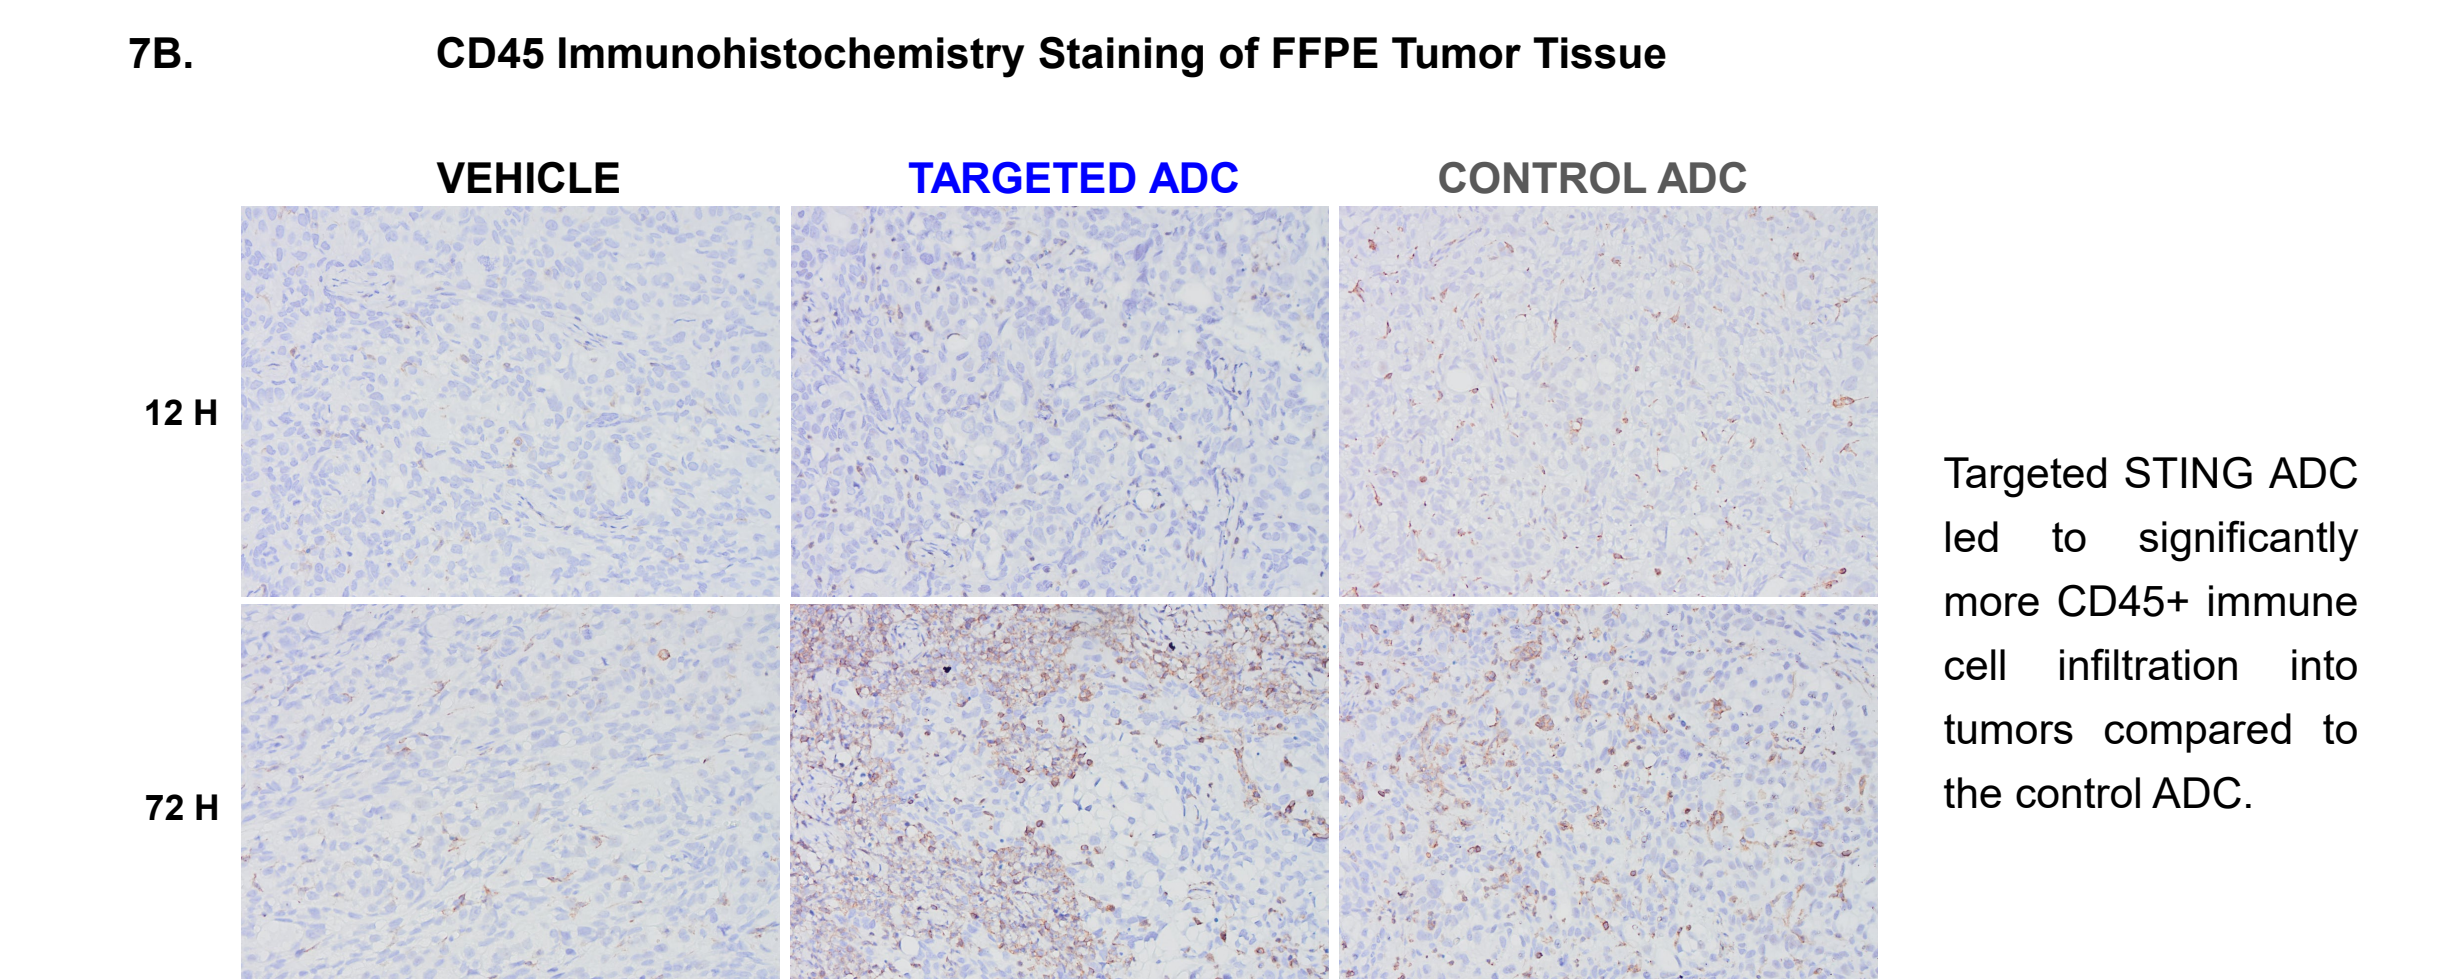 7B. CD45 Immunohistochemistry Staining of FFPE Tumor Tissue
VEHICLE TARGETED ADC CONTROL ADC
12 H
72 H
Targeted STING ADC
led to significantly
more CD45+ immune
cell infiltration into
tumors compared to
the control ADC.